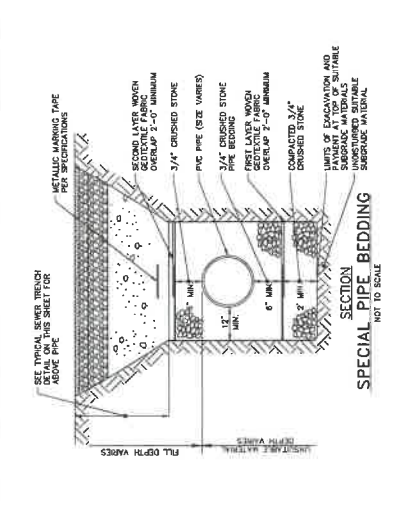 SEE TYPICAL SEWER TRENCH
DETAIL ON THIS SHEET FOR
ABOVE PIPE
METALLIC MARKING TAPE
PER SPECIFICATIONS
SECOND LAYER WOVEN
GEOTEXTILE FABRIC
OVERLAP 2'-0" MINIMUM
3/4" CRUSHED STONE
PVC PIPE (SIZE VARIES)
3/4" CRUSHED STONE
PIPE BEDDING
FIRST LAYER WOVEN
GEOTEXTILE FABRIC
OVERLAP 2'-0" MINIMUM
COMPACTED 3/4"
CRUSHED STONE
LIMITS OF EXACAVATION AND
PAYMENT AT TOP OF SUITABLE
SUBGRADE MATERIALS
UNDISTURBED SUITABLE
SUBGRADE MATERIAL
FILL DEPTH VARIES
UNSUITABLE MATERIAL
DEPTH VARIES
6" MIN.
12"
MIN.
6" MIN.
2' MIN.
SECTION
SPECIAL PIPE BEDDING
NOT TO SCALE